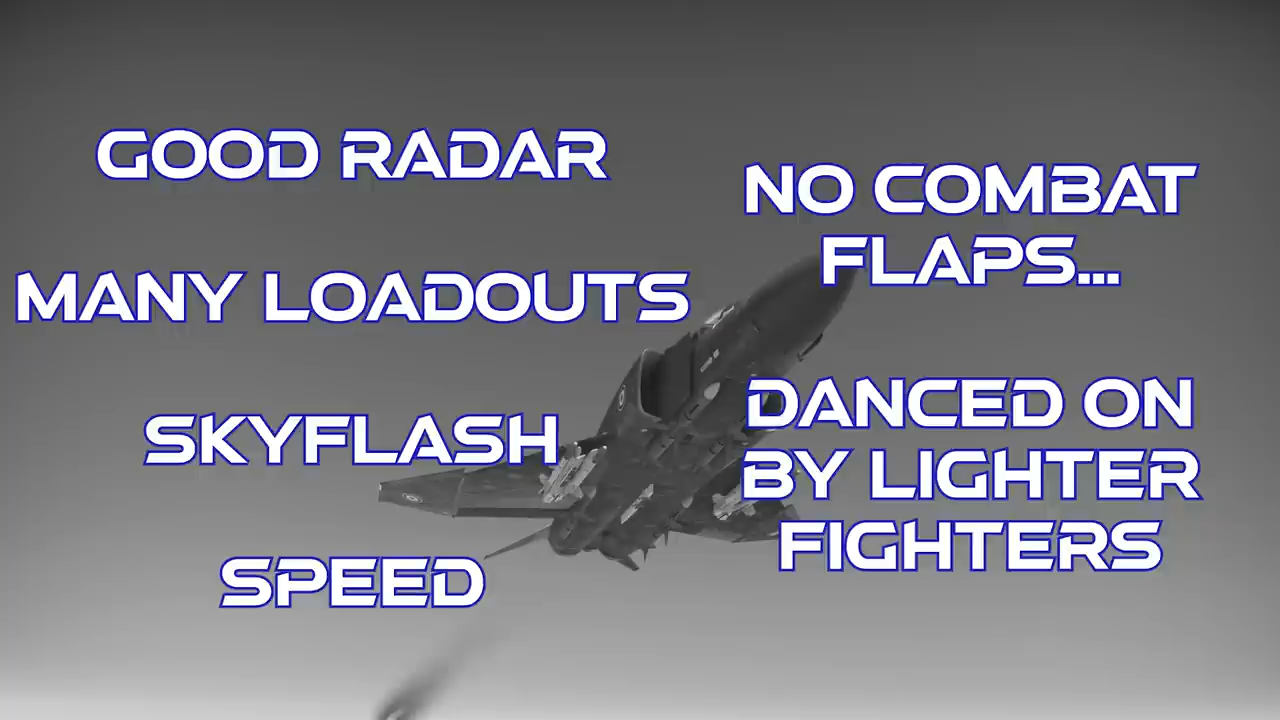 GOOD RADAR
MANY LOADOUTS
SKYFLASH
SPEED
NO COMBAT
FLAPS...
DANCED ON
BY LIGHTER
FIGHTERS